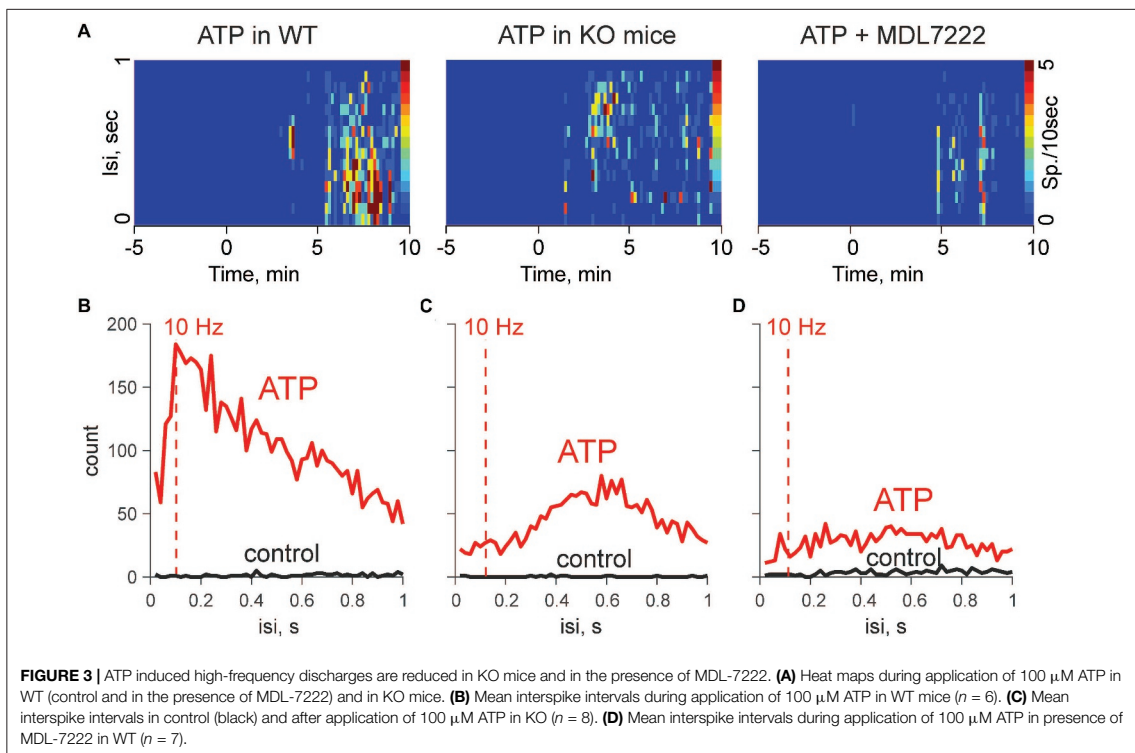 A
ATP in WT
ATP in KO mice
ATP + MDL7222
1
Isi, sec
0
5
Sp./10sec
0
-5 0 5 10
-5 0 5 10
-5 0 5 10
Time, min
Time, min
Time, min
B
C
D
200
150
100
50
0
count
10 Hz
ATP
control
0 0.2 0.4 0.6 0.8 1
isi, s
10 Hz
ATP
control
0 0.2 0.4 0.6 0.8 1
isi, s
10 Hz
ATP
control
0 0.2 0.4 0.6 0.8 1
isi, s
FIGURE 3 | ATP induced high-frequency discharges are reduced in KO mice and in the presence of MDL-7222. (A) Heat maps during application of 100 μM ATP in
WT (control and in the presence of MDL-7222) and in KO mice. (B) Mean interspike intervals during application of 100 μM ATP in WT mice (n = 6). (C) Mean
interspike intervals in control (black) and after application of 100 μM ATP in KO (n = 8). (D) Mean interspike intervals during application of 100 μM ATP in presence of
MDL-7222 in WT (n = 7).